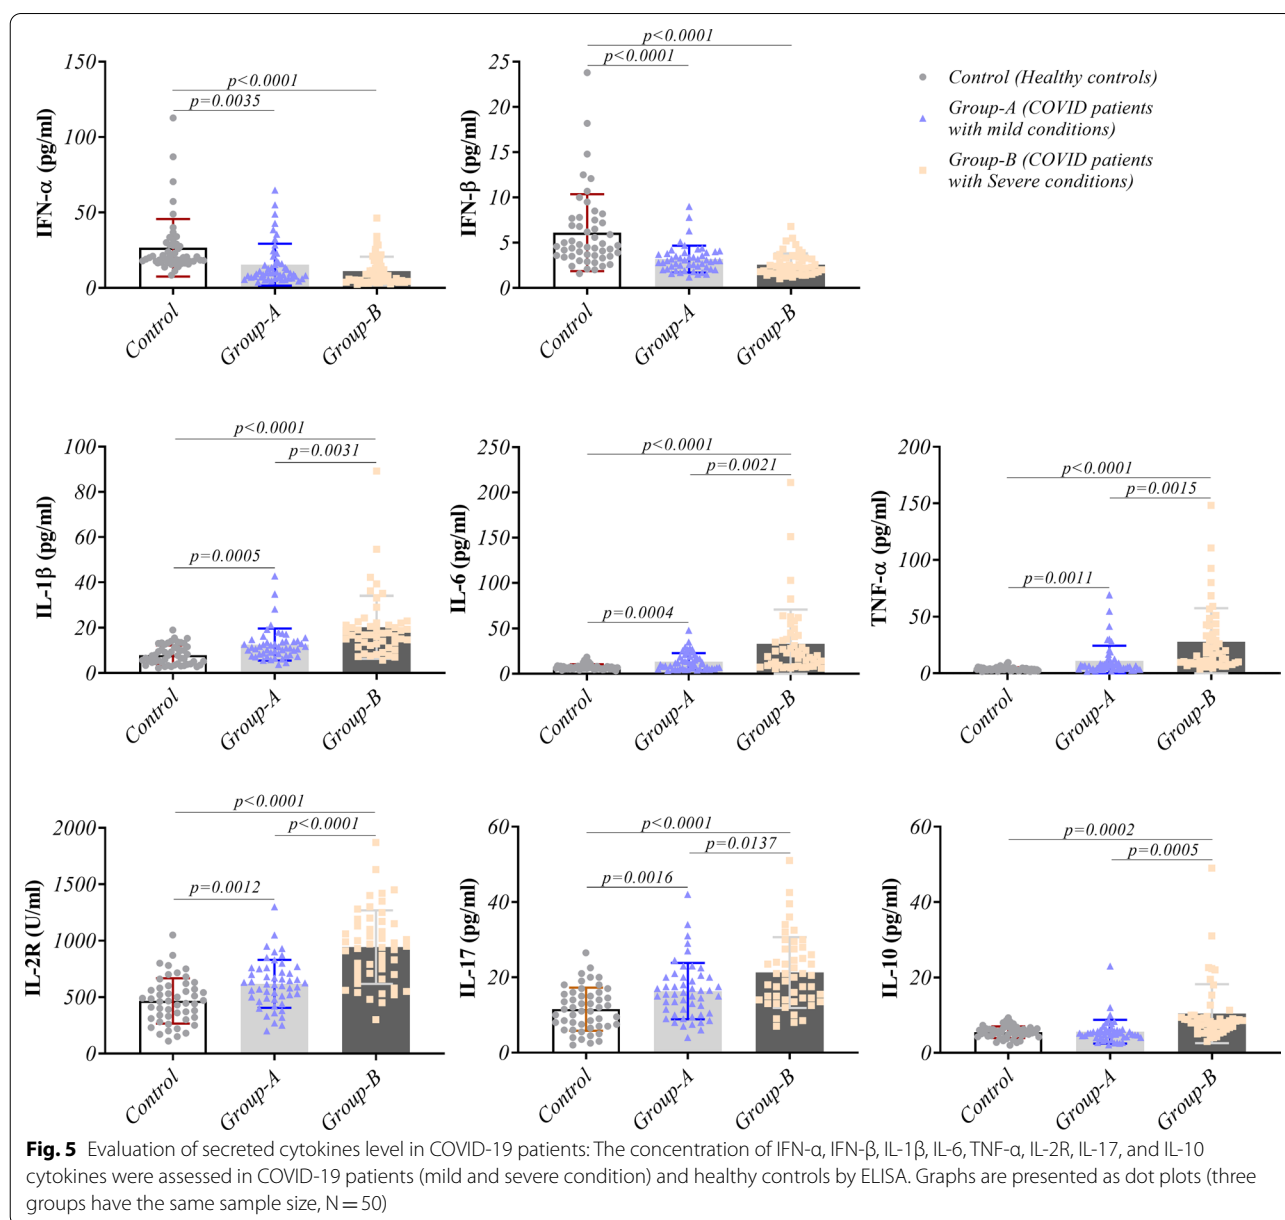 p<0.0001
p=0.0035
150
100
50
0
IFN-α (pg/ml)
Control
Group-A
Group-B
p<0.0001
p<0.0001
25
20
15
10
5
0
IFN-β (pg/ml)
Control
Group-A
Group-B
Control (Healthy controls)
Group-A (COVID patients
with mild conditions)
Group-B (COVID patients
with Severe conditions)
p<0.0001
p=0.0031
p=0.0005
100
80
60
40
20
0
IL-1β (pg/ml)
Control
Group-A
Group-B
p<0.0001
p=0.0021
p=0.0004
250
200
150
100
50
0
IL-6 (pg/ml)
Control
Group-A
Group-B
p<0.0001
p=0.0015
p=0.0011
200
150
100
50
0
TNF-α (pg/ml)
Control
Group-A
Group-B
p<0.0001
p<0.0001
p=0.0012
2000
1500
1000
500
0
IL-2R (U/ml)
Control
Group-A
Group-B
p<0.0001
p=0.0137
p=0.0016
60
40
20
0
IL-17 (pg/ml)
Control
Group-A
Group-B
p=0.0002
p=0.0005
60
40
20
0
IL-10 (pg/ml)
Control
Group-A
Group-B
Fig. 5 Evaluation of secreted cytokines level in COVID-19 patients: The concentration of IFN-α, IFN-β, IL-1β, IL-6, TNF-α, IL-2R, IL-17, and IL-10
cytokines were assessed in COVID-19 patients (mild and severe condition) and healthy controls by ELISA. Graphs are presented as dot plots (three
groups have the same sample size, N = 50)